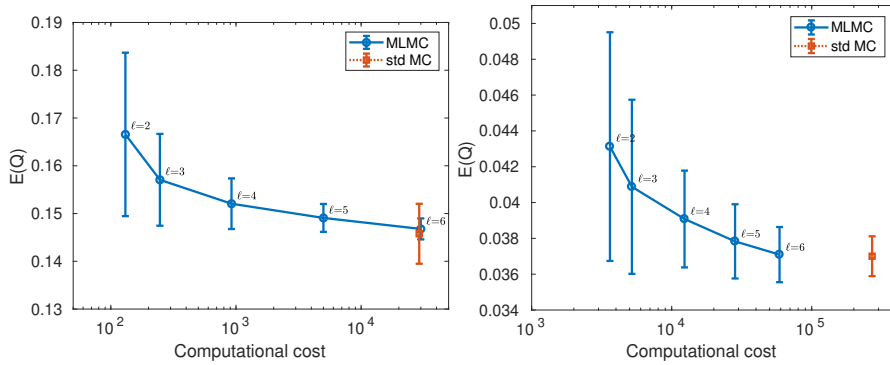 0.19
0.18
0.17
0.16
0.15
0.14
0.13
E(Q)
10^2
10^3
10^4
Computational cost
MLMC
std MC
ℓ=2
ℓ=3
ℓ=4
ℓ=5
ℓ=6
0.05
0.048
0.046
0.044
0.042
0.04
0.038
0.036
0.034
E(Q)
10^3
10^4
10^5
Computational cost
MLMC
std MC
ℓ=2
ℓ=3
ℓ=4
ℓ=5
ℓ=6